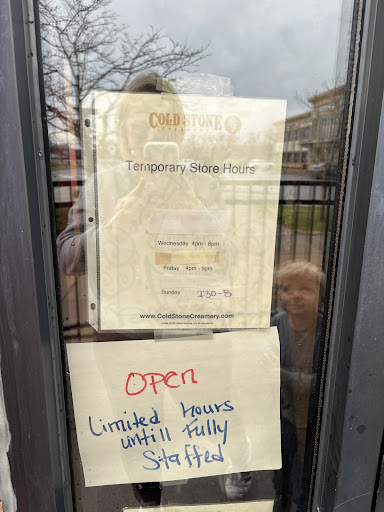 COLD STONE
CREAMERY
Temporary Store Hours
Wednesday 4pm - 8pm
Friday 4pm - 8pm
Sunday 2:30-8
www.ColdStoneCreamery.com
OPEN
Limited Hours
untill Fully
Staffed